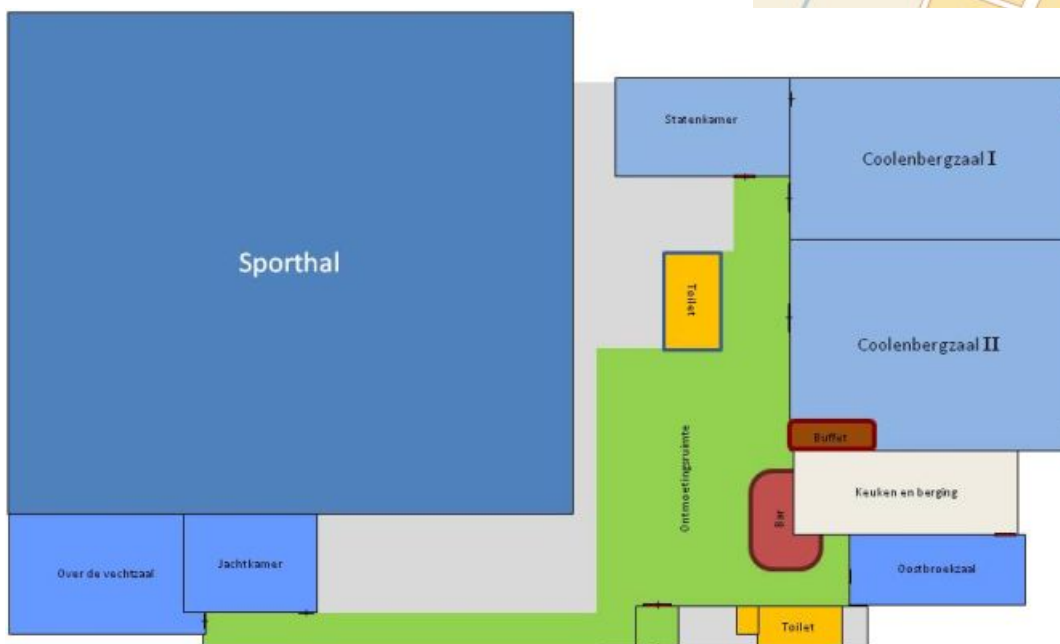 Statenkamer
Coolenbergzaal I
Sporthal
Toilet
Coolenbergzaal II
Buffet
Ontmoetingsruimte
Keuken en berging
Bar
Over de vechtzaal
Jachtkamer
Oostbroekzaal
Toilet